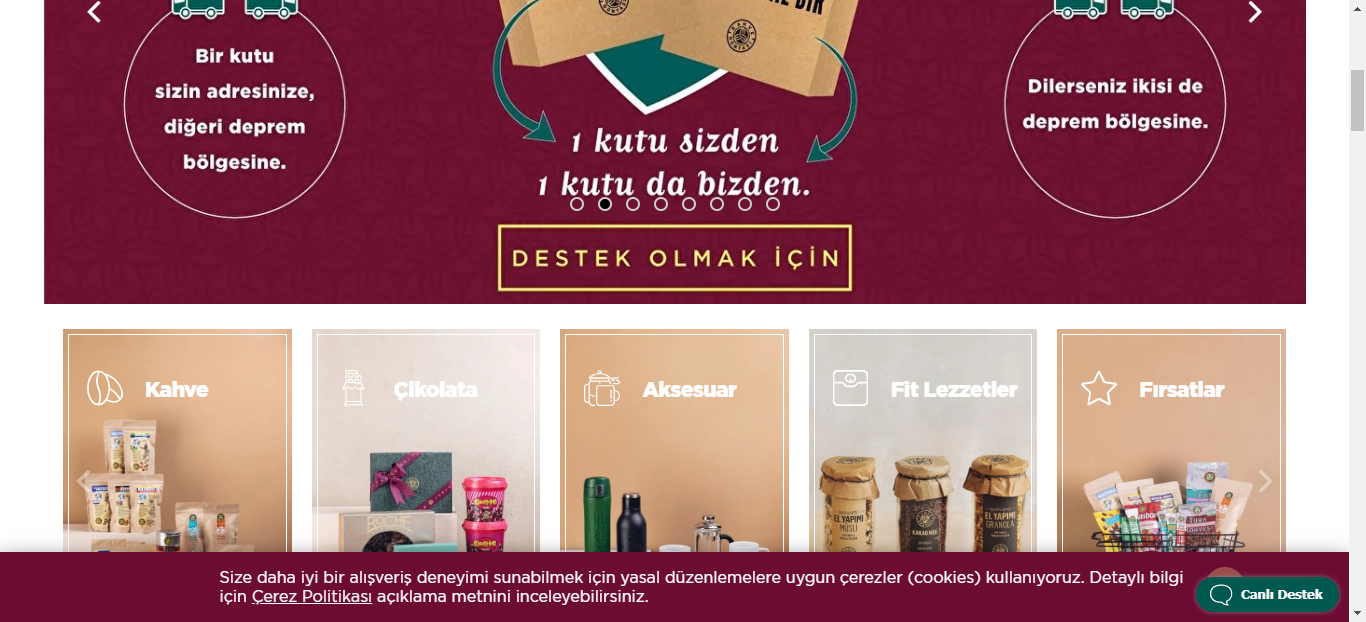 Bir kutu
sizin adresinize,
diğeri deprem
bölgesine.
1 kutu sizden
1 kutu da bizden.
DESTEK OLMAK İÇİN
Dilerseniz ikisi de
deprem bölgesine.
Kahve
Çikolata
Aksesuar
Fit Lezzetler
Fırsatlar
EL YAPIMI
MÜSLİ
EL YAPIMI
GRANOLA
Size daha iyi bir alışveriş deneyimi sunabilmek için yasal düzenlemelere uygun çerezler (cookies) kullanıyoruz. Detaylı bilgi
için Çerez Politikası açıklama metnini inceleyebilirsiniz.
Canlı Destek